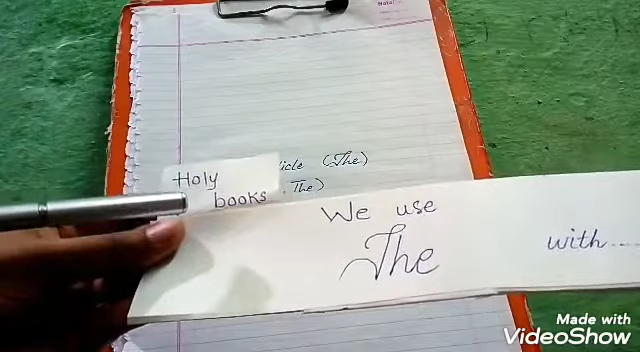 icle (The)
. The)
Holy
books
We use
The with....
Made with
VideoShow